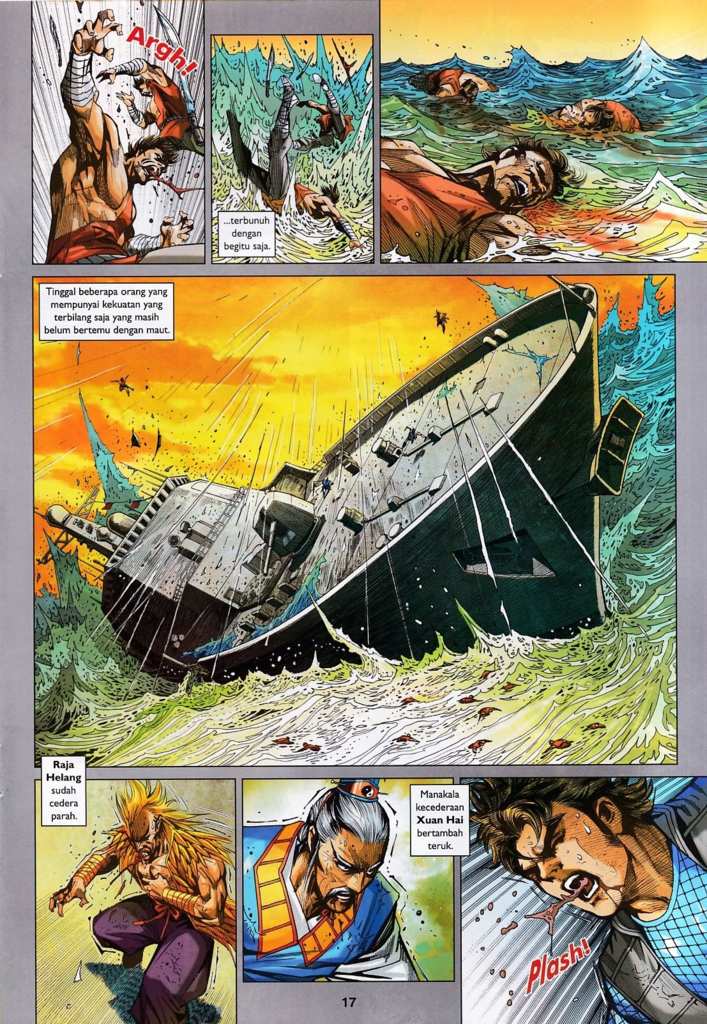 Argh!
...terbunuh
dengan
begitu saja.
Tinggal beberapa orang yang
mempunyai kekuatan yang
terbilang saja yang masih
belum bertemu dengan maut.
Raja
Helang
sudah
cedera
parah.
Manakala
kecederaan
Xuan Hai
bertambah
teruk.
Plash!
17